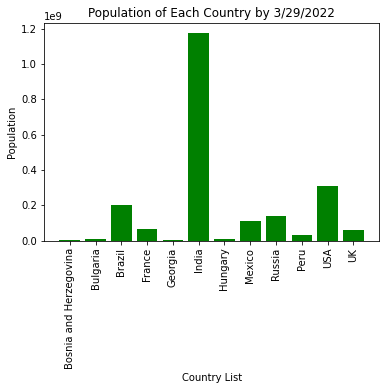 Population of Each Country by 3/29/2022
1e9
1.2
1.0
0.8
0.6
0.4
0.2
0.0
Population
Bosnia and Herzegovina
Bulgaria
Brazil
France
Georgia
India
Hungary
Mexico
Russia
Peru
USA
UK
Country List